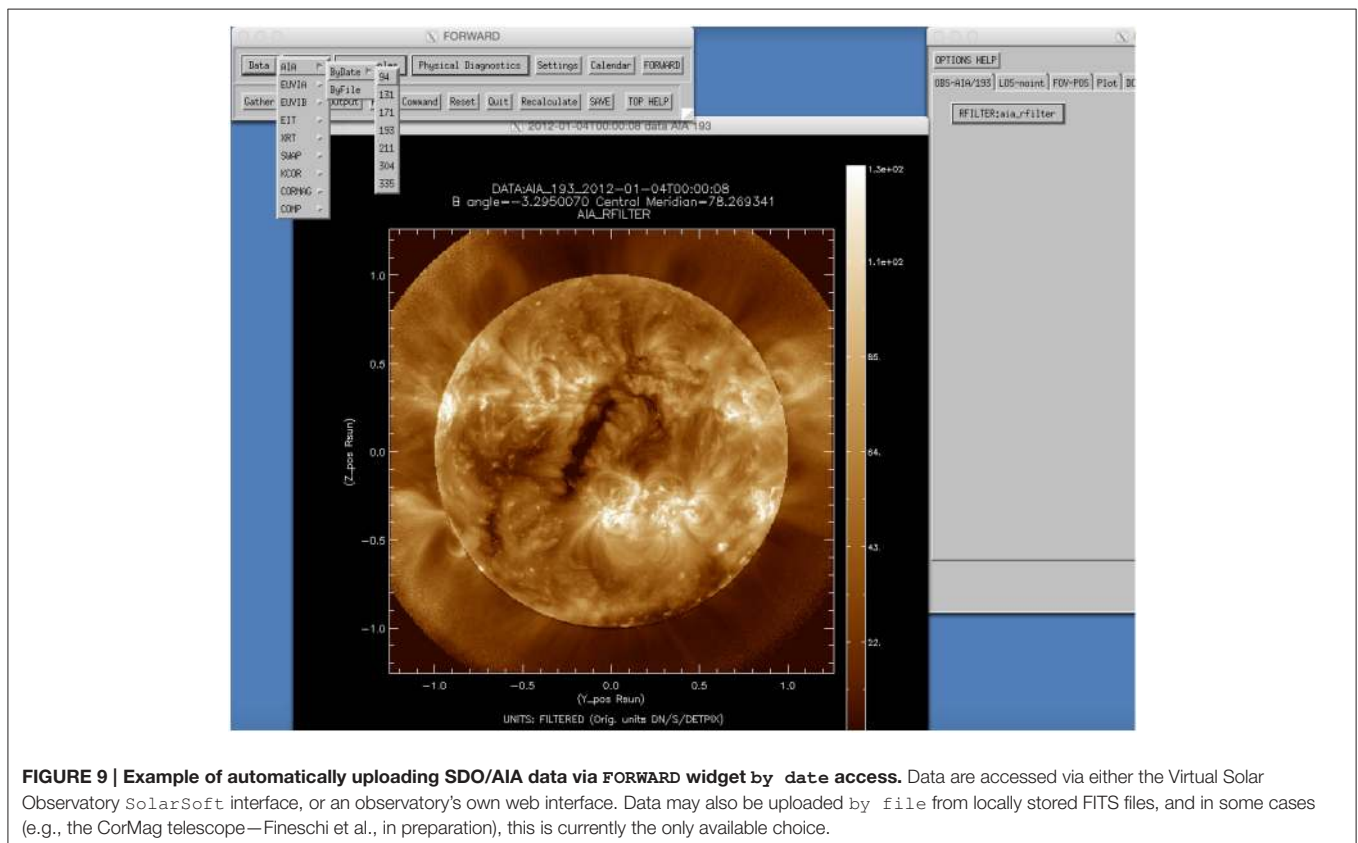 FORWARD
Data AIA Physical Diagnostics Settings Calendar FORWARD
ByDate
94
EUVIA
ByFile
131
Gather EUVIB Output Command Reset Quit Recalculate SAVE TOP HELP
171
EIT
193
XRT
211
SWAP
304
KCOR
335
CORMAG
COMP
OPTIONS HELP
OBS-AIA/193 LOS-noint FOV-POS Plot
RFILTER:aia_rfilter
2012-01-04T00:00:08 data AIA 193
DATA:AIA_193_2012-01-04T00:00:08
B angle=-3.2950070 Central Meridian=78.269341
AIA_RFILTER
1.0
0.5
0.0
-0.5
-1.0
(Z_pos Rsun)
-1.0 -0.5 0.0 0.5 1.0
(Y_pos Rsun)
UNITS: FILTERED (Orig. units DN/S/DETPIX)
1.3e+02
1.1e+02
85.
64.
43.
22.
FIGURE 9 | Example of automatically uploading SDO/AIA data via FORWARD widget by date access. Data are accessed via either the Virtual Solar
Observatory SolarSoft interface, or an observatory's own web interface. Data may also be uploaded by file from locally stored FITS files, and in some cases
(e.g., the CorMag telescope—Fineschi et al., in preparation), this is currently the only available choice.